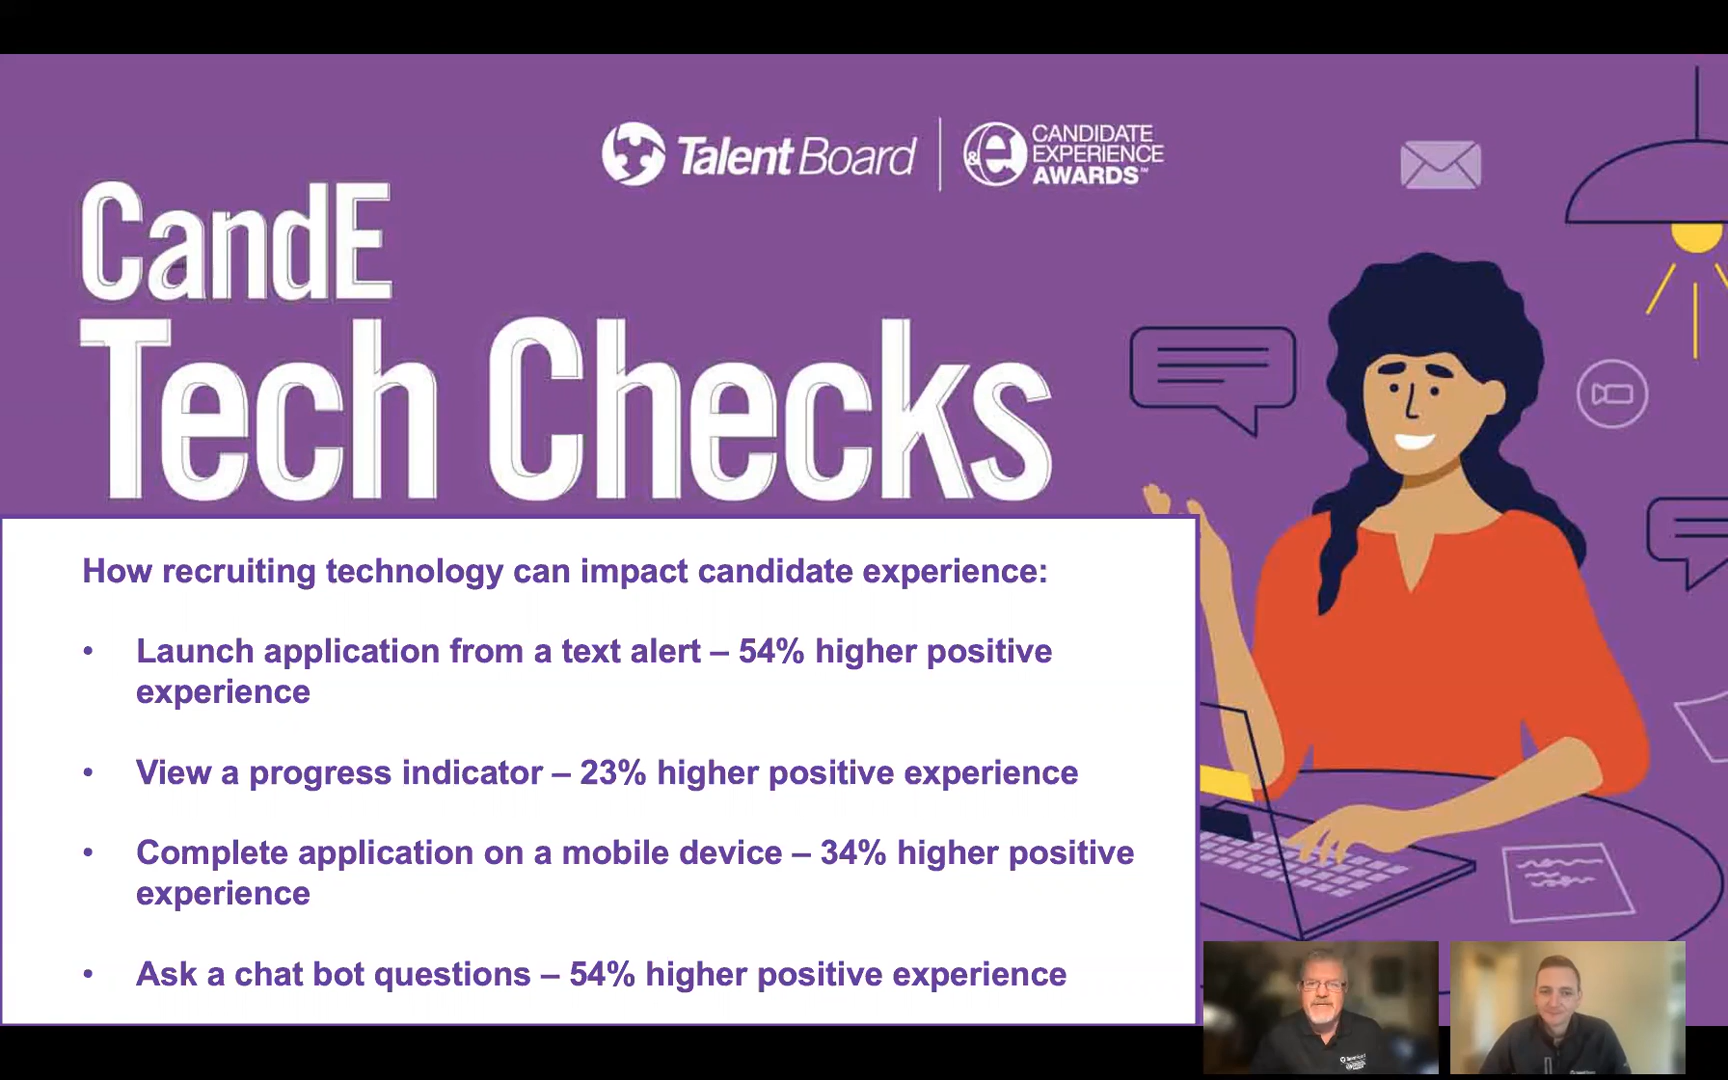 TalentBoard
CANDIDATE
EXPERIENCE
AWARDS™
CandE
Tech Checks
How recruiting technology can impact candidate experience:
• Launch application from a text alert – 54% higher positive
experience
• View a progress indicator – 23% higher positive experience
• Complete application on a mobile device – 34% higher positive
experience
• Ask a chat bot questions – 54% higher positive experience